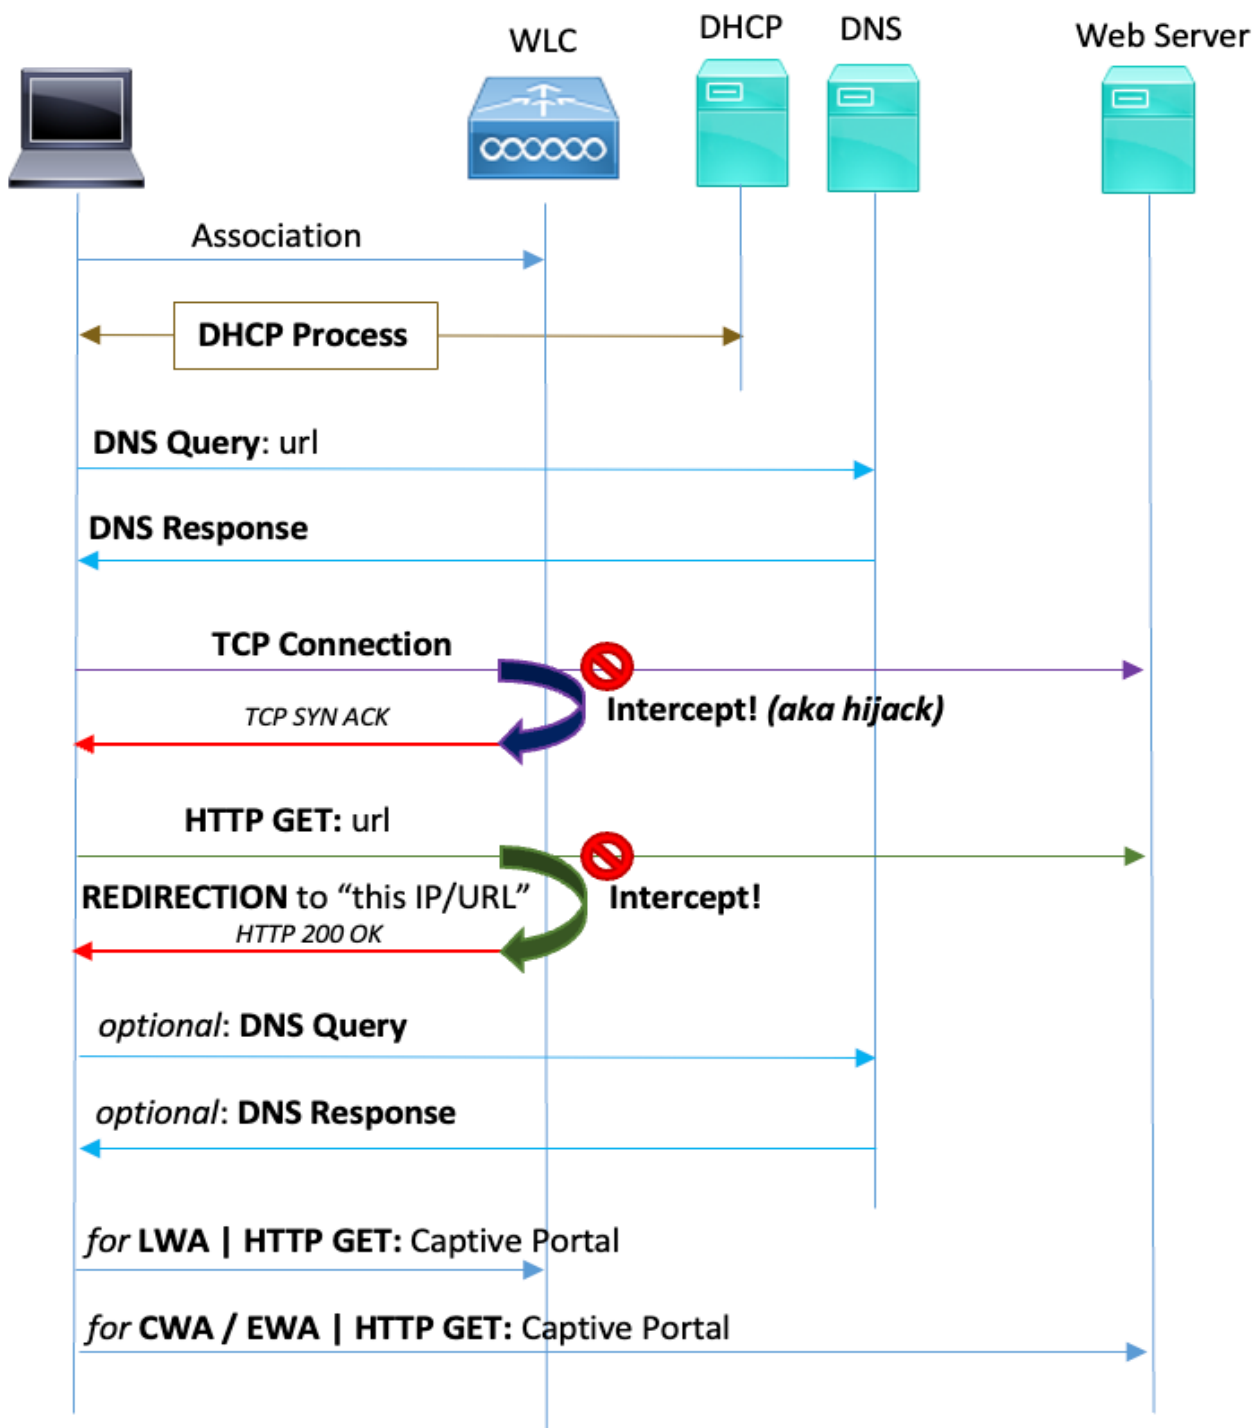 WLC
DHCP
DNS
Web Server
Association
DHCP Process
DNS Query: url
DNS Response
TCP Connection
Intercept! (aka hijack)
TCP SYN ACK
HTTP GET: url
REDIRECTION to “this IP/URL”
Intercept!
HTTP 200 OK
optional: DNS Query
optional: DNS Response
for LWA | HTTP GET: Captive Portal
for CWA / EWA | HTTP GET: Captive Portal